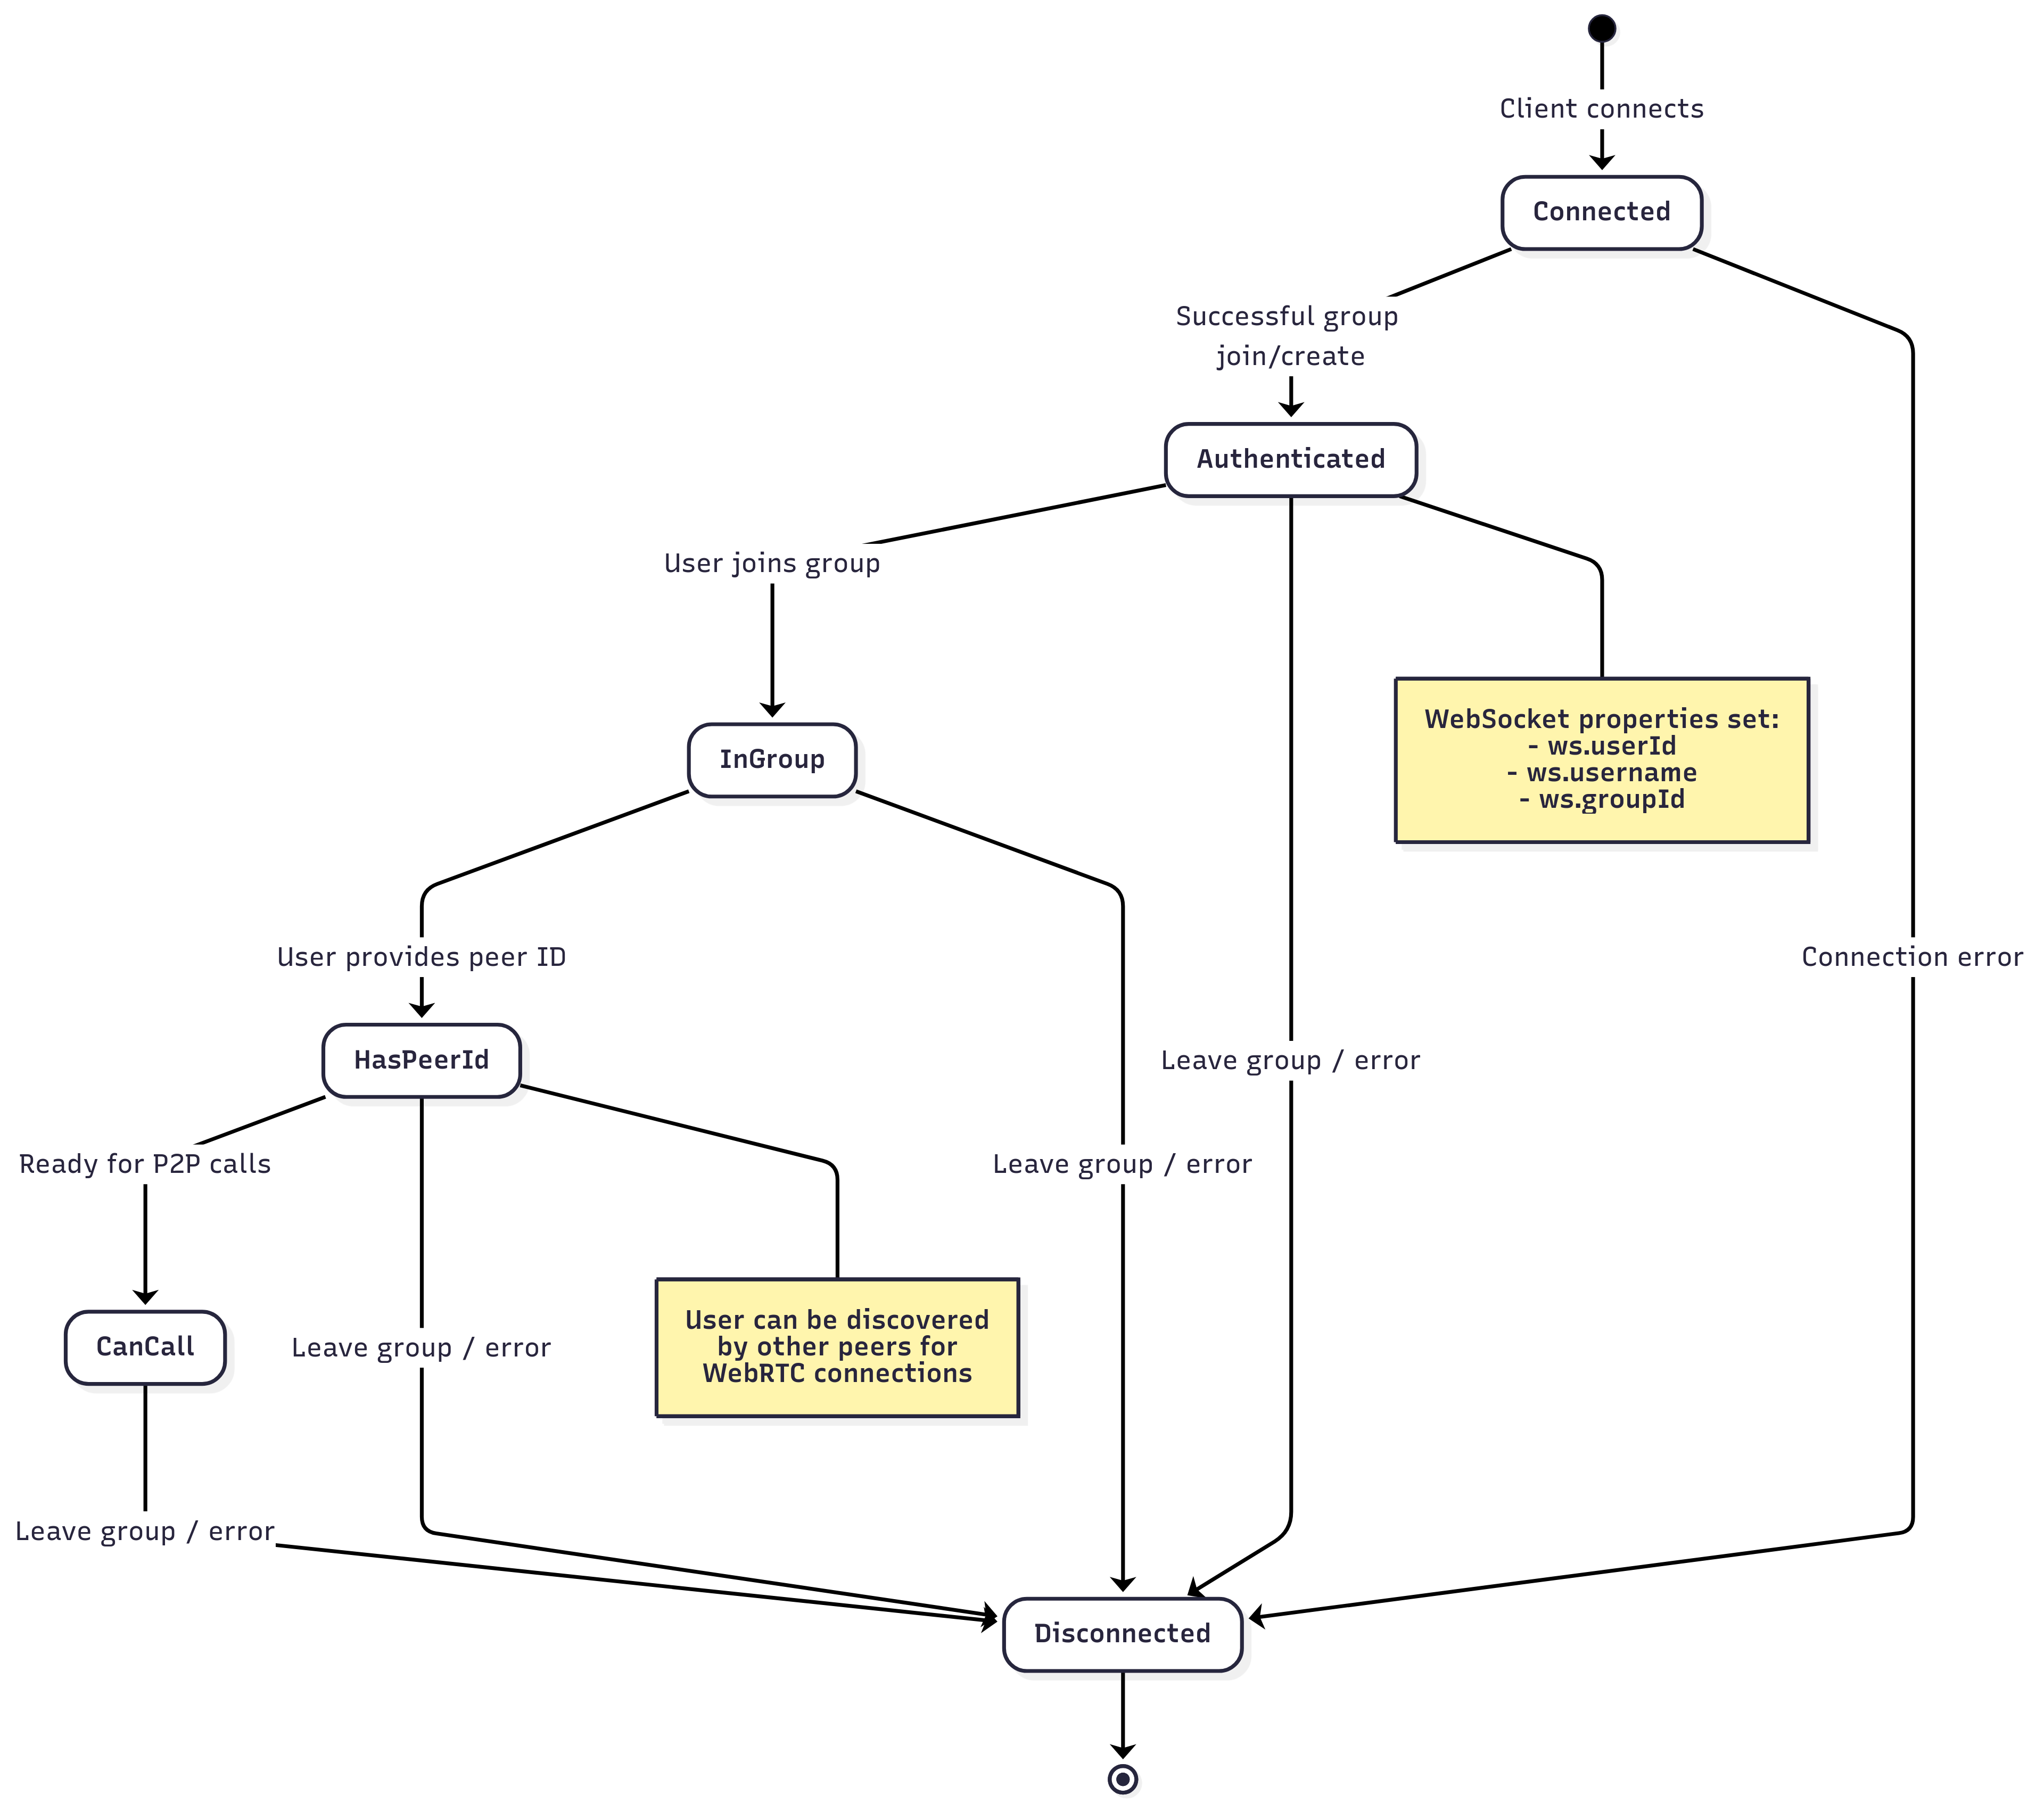 Client connects
Connected
Successful group
join/create
Authenticated
User joins group
WebSocket properties set:
- ws.userId
- ws.username
- ws.groupId
InGroup
User provides peer ID
Connection error
HasPeerId
Leave group / error
Ready for P2P calls
Leave group / error
User can be discovered
by other peers for
WebRTC connections
CanCall
Leave group / error
Leave group / error
Disconnected